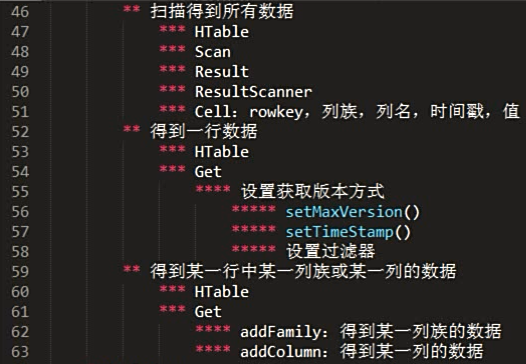 46 ** 扫描得到所有数据
47 *** HTable
48 *** Scan
49 *** Result
50 *** ResultScanner
51 *** Cell：rowkey，列族，列名，时间戳，值
52 ** 得到一行数据
53 *** HTable
54 *** Get
55 **** 设置获取版本方式
56 ***** setMaxVersion()
57 ***** setTimeStamp()
58 ***** 设置过滤器
59 ** 得到某一行中某一列族或某一列的数据
60 *** HTable
61 *** Get
62 **** addFamily：得到某一列族的数据
63 **** addColumn：得到某一列的数据